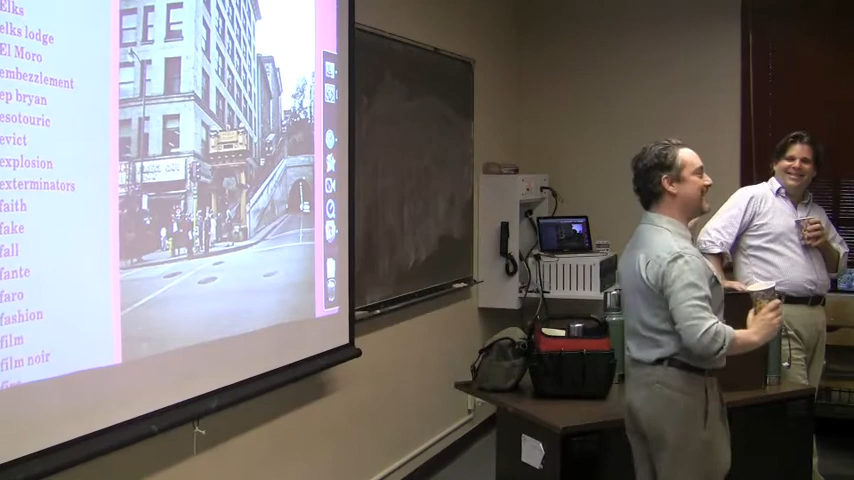 Elks
elks lodge
El Moro
embezzlement
ep bryan
esotouric
evict
explosion
exterminators
faith
fake
fall
fante
faro
fashion
film
film noir